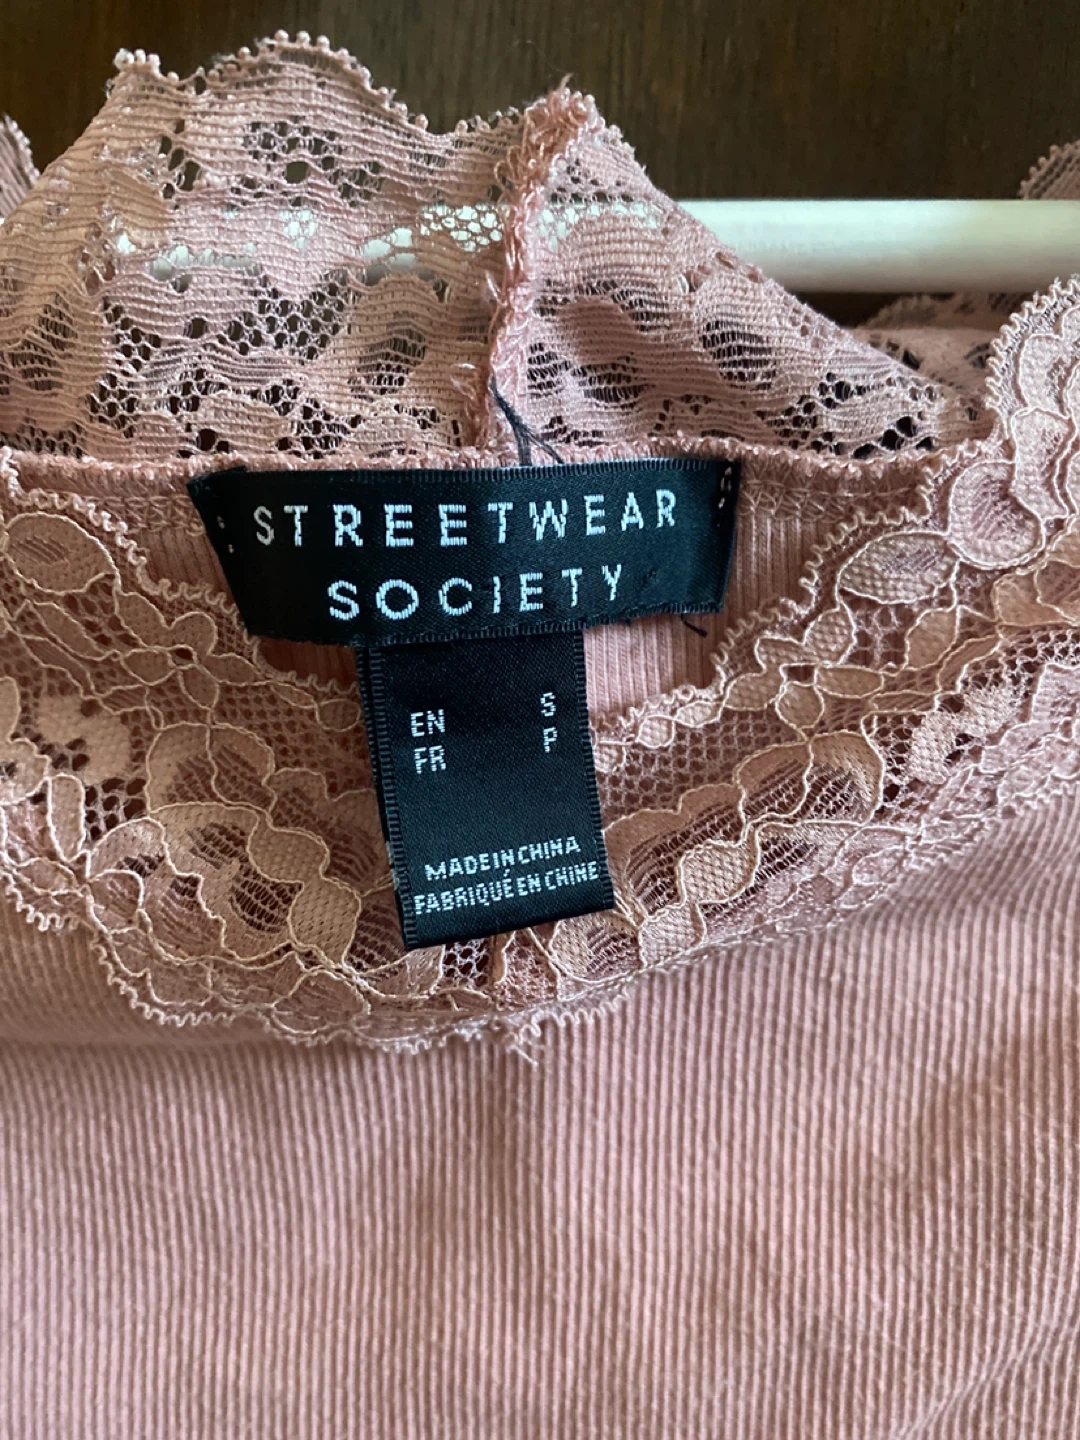 STREETWEAR
SOCIETY
EN S
FR P
MADE IN CHINA
FABRIQUÉ EN CHINE